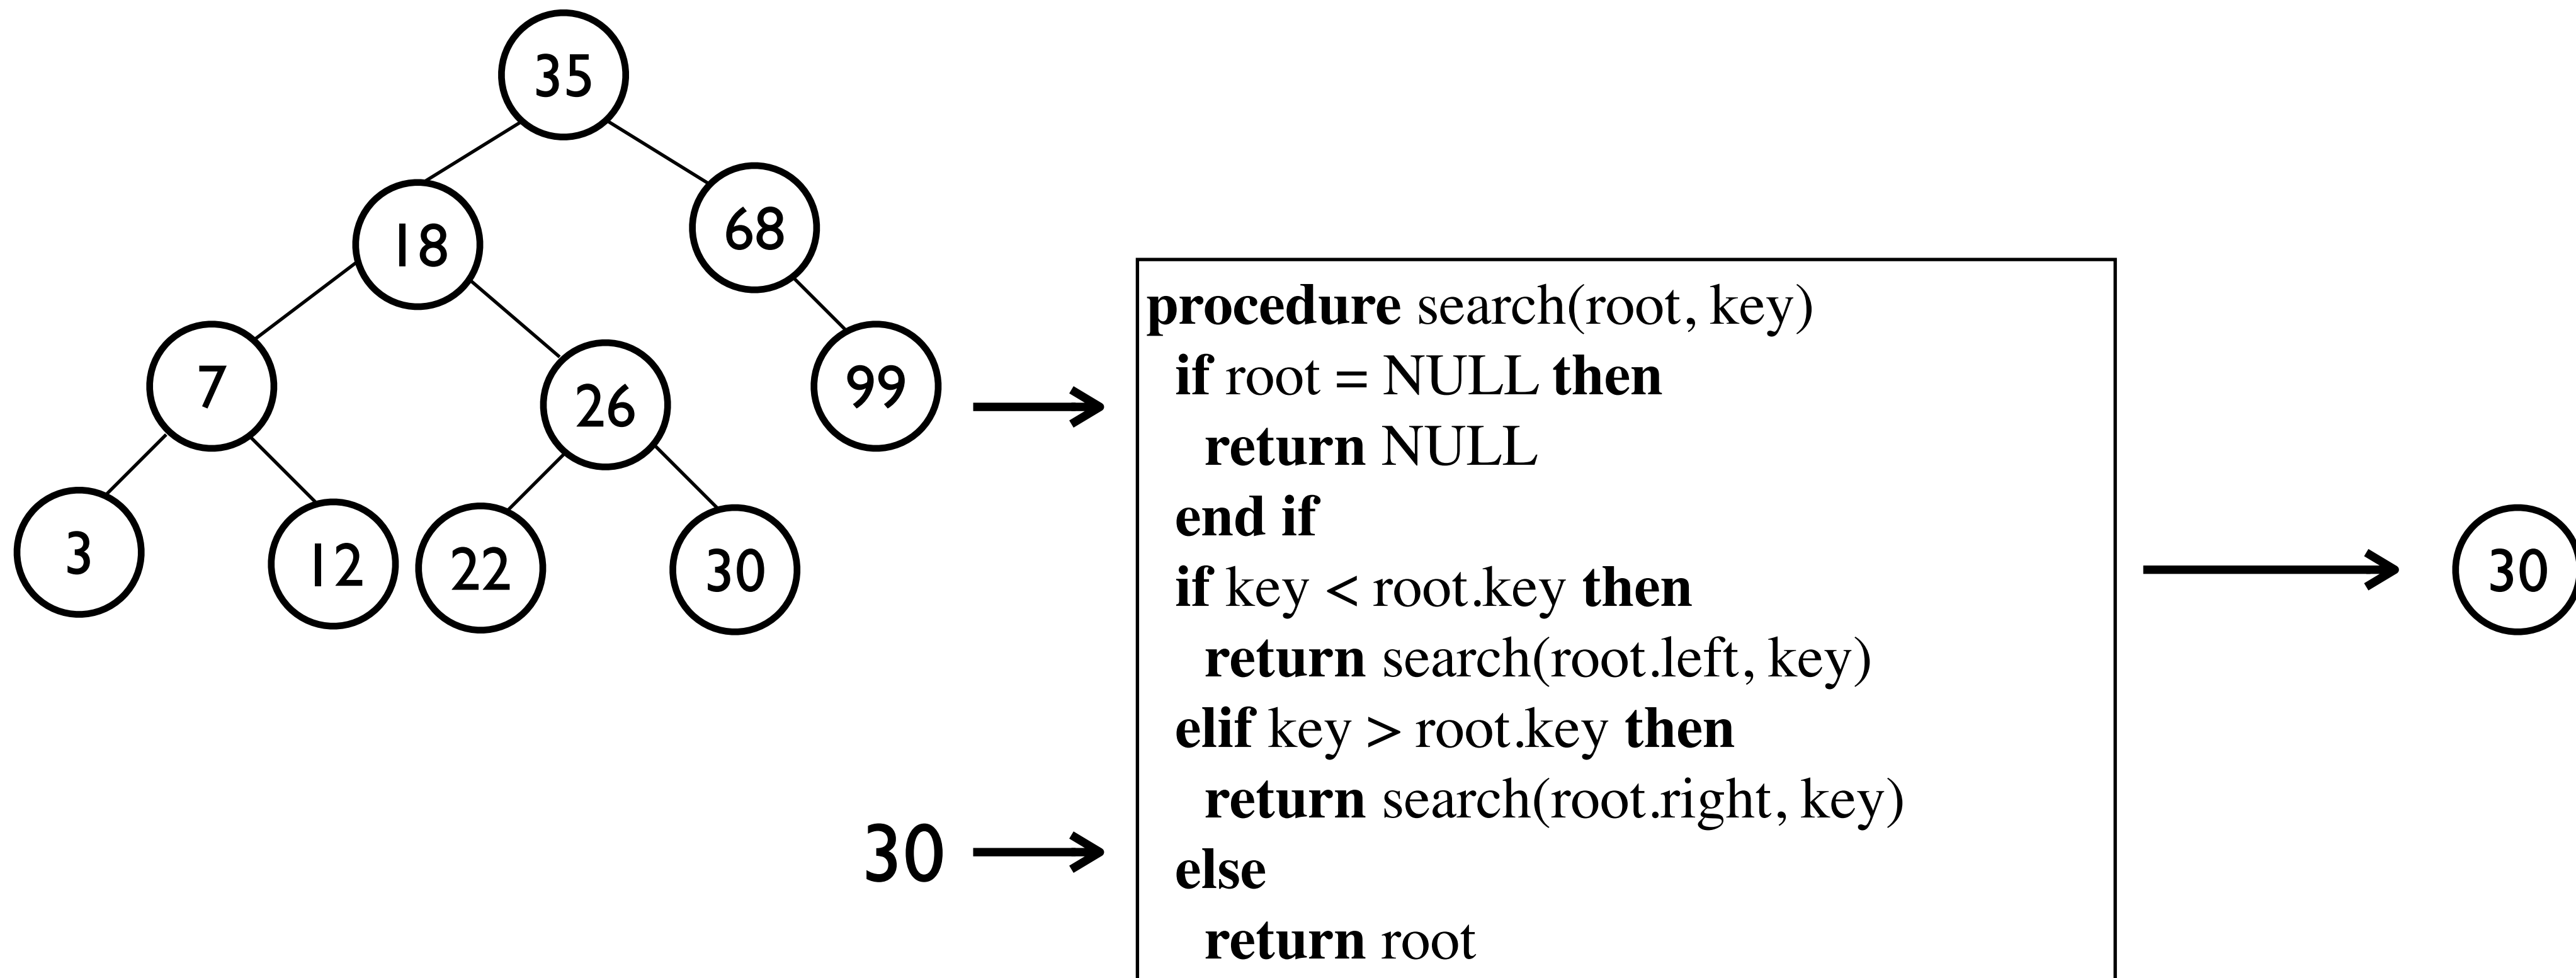 35
18
68
7
26
99
3
12
22
30
30
procedure search(root, key)
if root = NULL then
return NULL
end if
if key < root.key then
return search(root.left, key)
elif key > root.key then
return search(root.right, key)
else
return root
30